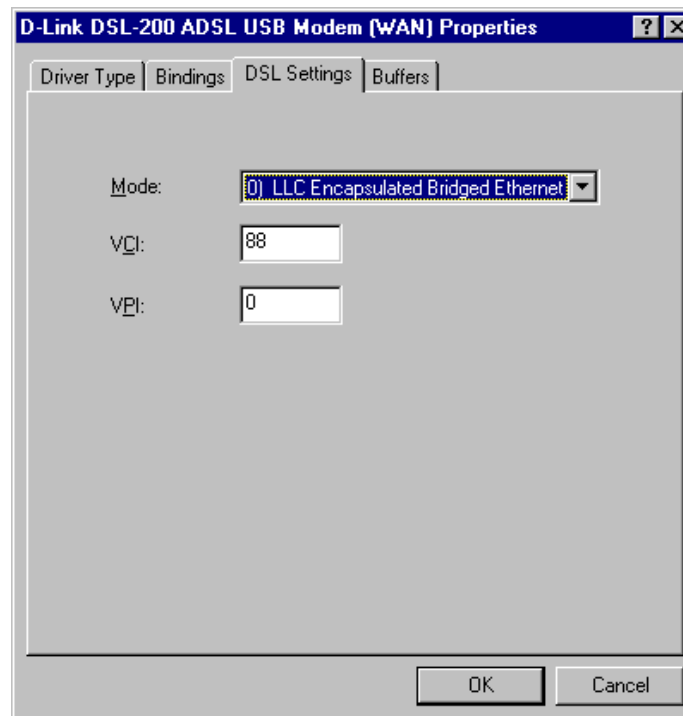 D-Link DSL-200 ADSL USB Modem (WAN) Properties ? X
Driver Type Bindings DSL Settings Buffers
Mode: 0) LLC Encapsulated Bridged Ethernet
VCI: 88
VPI: 0
OK Cancel